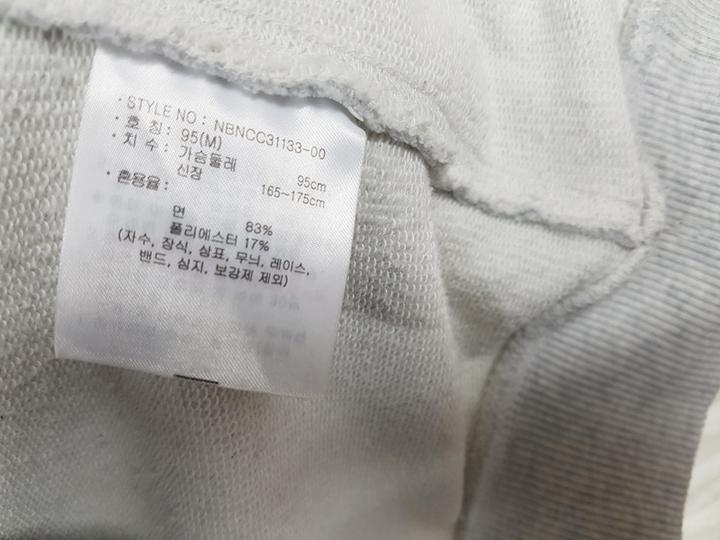 · STYLE NO : NBNCC31133-00
· 호 칭 : 95(M)
· 치 수 : 가슴둘레 95cm
신장 165~175cm
· 혼용율 :
면 83%
폴리에스터 17%
(자수, 장식, 상표, 무늬, 레이스,
밴드, 심지, 보강제 제외)